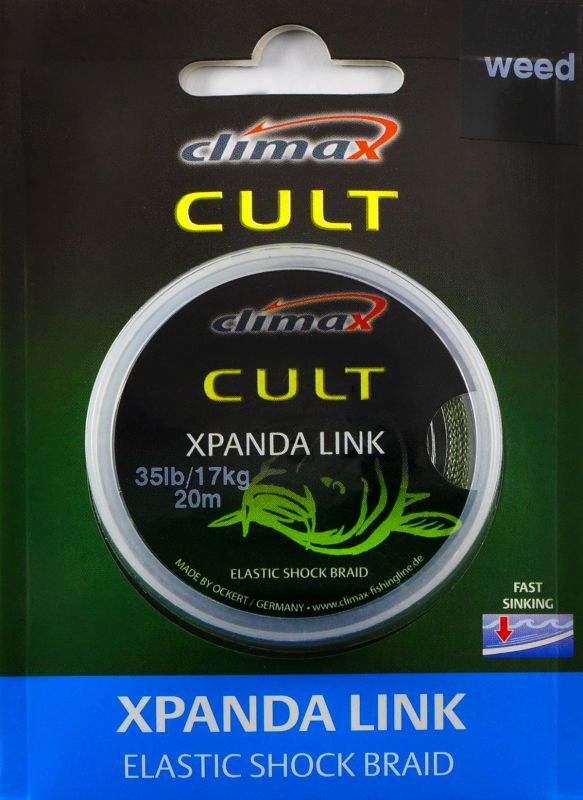 weed
climax
CULT
climax
CULT
XPANDA LINK
35lb/17kg
20m
ELASTIC SHOCK BRAID
MADE BY OCKERT / GERMANY • www.climax-fishingline.de
FAST
SINKING
XPANDA LINK
ELASTIC SHOCK BRAID